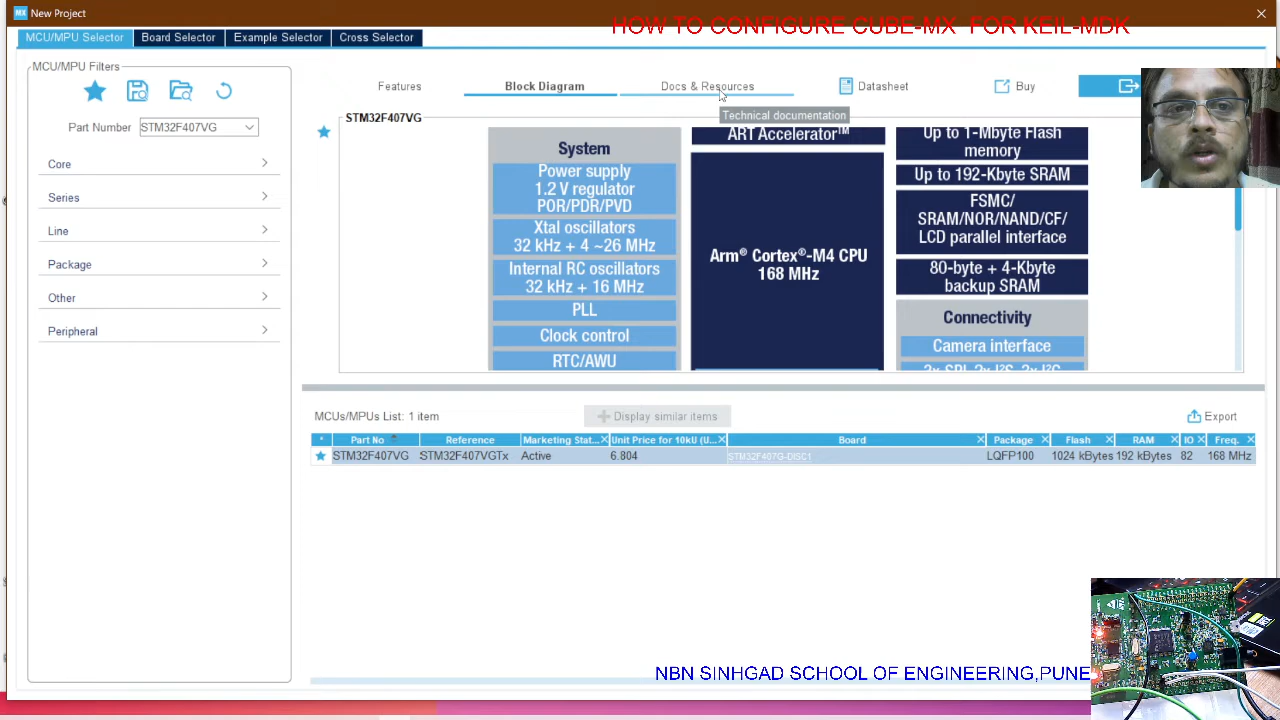 MX New Project
HOW TO CONFIGURE CUBE-MX FOR KEIL-MDK
MCU/MPU Selector
Board Selector
Example Selector
Cross Selector
MCU/MPU Filters
Part Number
STM32F407VG
Core
Series
Line
Package
Other
Peripheral
Features
Block Diagram
Docs & Resources
Datasheet
Buy
Technical documentation
STM32F407VG
System
Power supply
1.2 V regulator
POR/PDR/PVD
Xtal oscillators
32 kHz + 4 ~26 MHz
Internal RC oscillators
32 kHz + 16 MHz
PLL
Clock control
RTC/AWU
ART Accelerator™
Arm® Cortex®-M4 CPU
168 MHz
Up to 1-Mbyte Flash
memory
Up to 192-Kbyte SRAM
FSMC/
SRAM/NOR/NAND/CF/
LCD parallel interface
80-byte + 4-Kbyte
backup SRAM
Connectivity
Camera interface
MCUs/MPUs List: 1 item
Display similar items
Export
* Part No Reference Marketing Stat... Unit Price for 10kU (U... Board Package Flash RAM IO Freq.
STM32F407VG STM32F407VGTx Active 6.804 STM32F407G-DISC1 LQFP100 1024 kBytes 192 kBytes 82 168 MHz
NBN SINHGAD SCHOOL OF ENGINEERING,PUNE